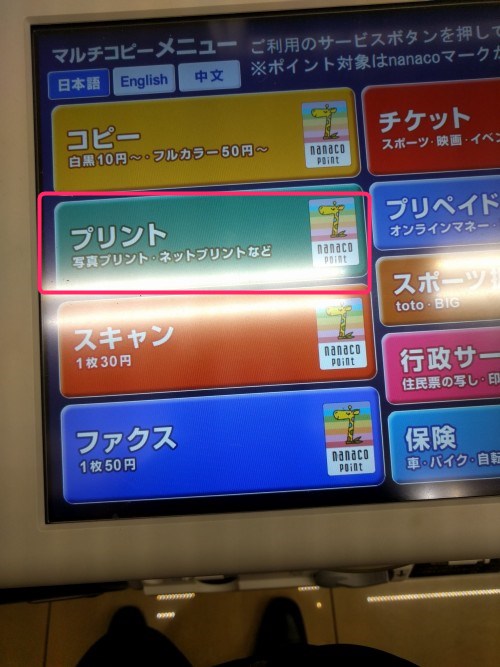 マルチコピーメニュー
ご利用のサービスボタンを押して
※ポイント対象はnanacoマーク
日本語
English
中文
コピー
白黒10円～・フルカラー50円～
nanaco
point
プリント
写真プリント・ネットプリントなど
nanaco
point
スキャン
1枚30円
nanaco
point
ファクス
1枚50円
nanaco
point
チケット
スポーツ・映画・イベン
プリペイド
オンラインマネー・
スポーツ
toto・BIG
行政サー
住民票の写し・印
保険
車・バイク・自転